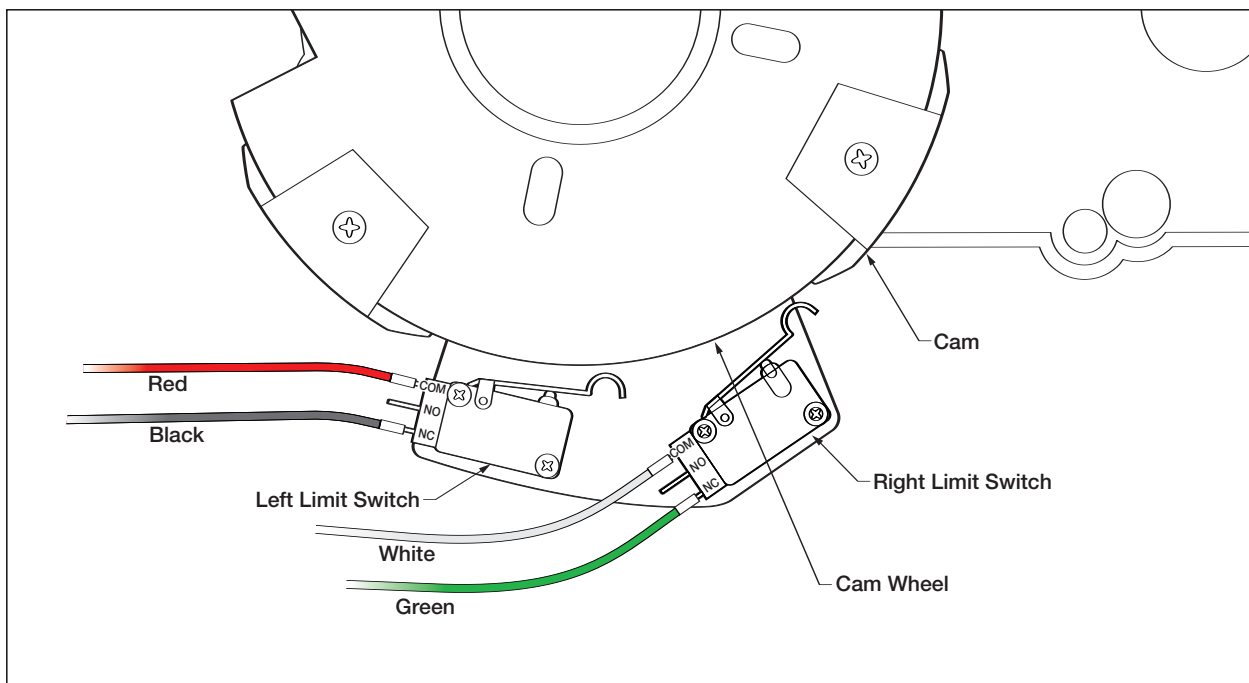 Cam
Red
COM
NO
NC
Black
COM
NO
NC
Left Limit Switch
Right Limit Switch
White
Cam Wheel
Green